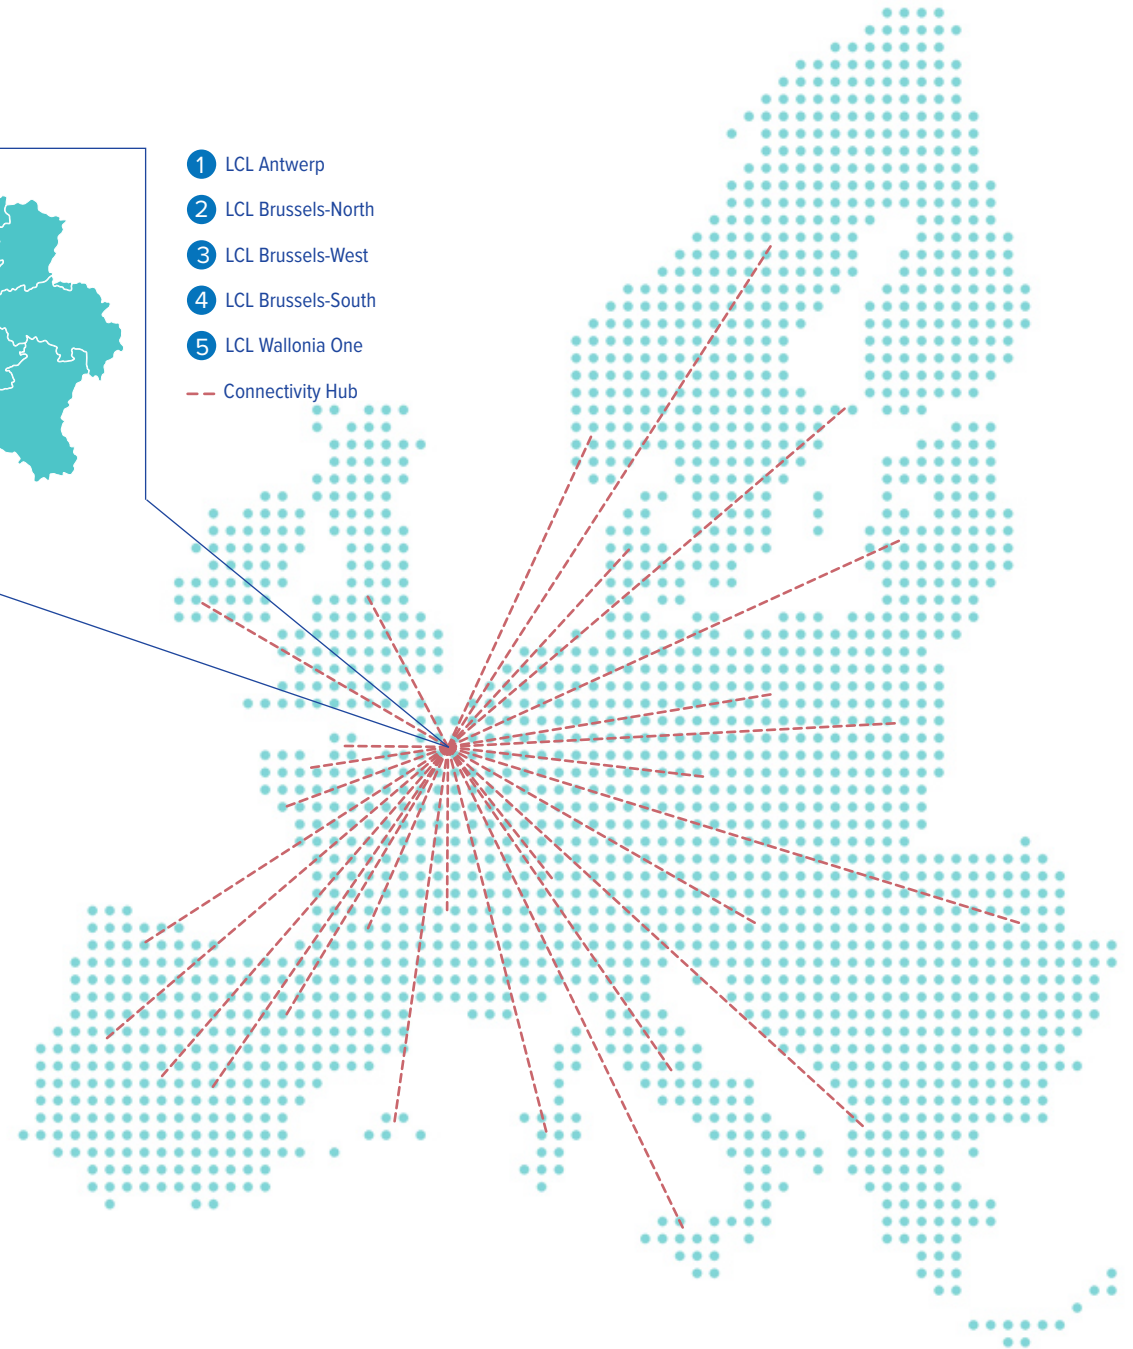 1 LCL Antwerp
2 LCL Brussels-North
3 LCL Brussels-West
4 LCL Brussels-South
5 LCL Wallonia One
Connectivity Hub